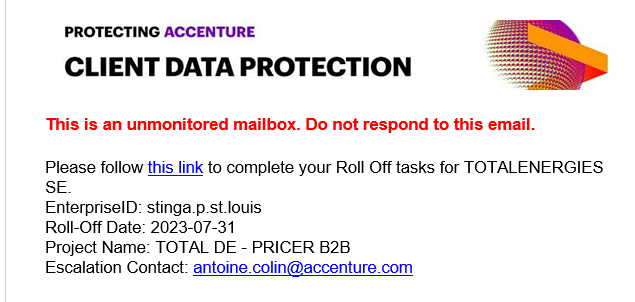 PROTECTING ACCENTURE
CLIENT DATA PROTECTION
This is an unmonitored mailbox. Do not respond to this email.
Please follow this link to complete your Roll Off tasks for TOTALENERGIES
SE.
EnterpriseID: stinga.p.st.louis
Roll-Off Date: 2023-07-31
Project Name: TOTAL DE - PRICER B2B
Escalation Contact: antoine.colin@accenture.com